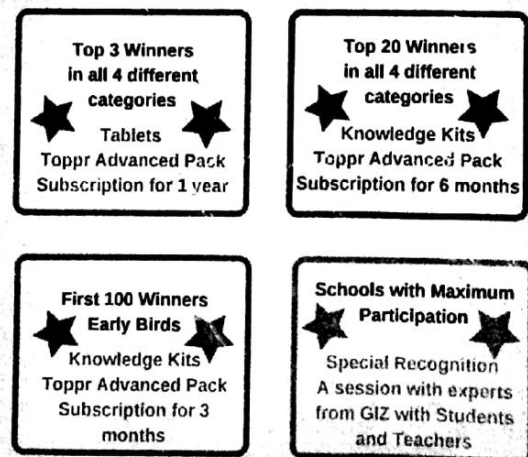 Top 3 Winners
in all 4 different
categories
Tablets
Toppr Advanced Pack
Subscription for 1 year
Top 20 Winners
in all 4 different
categories
Knowledge Kits
Toppr Advanced Pack
Subscription for 6 months
First 100 Winners
Early Birds
Knowledge Kits
Toppr Advanced Pack
Subscription for 3
months
Schools with Maximum
Participation
Special Recognition
A session with experts
from GIZ with Students
and Teachers